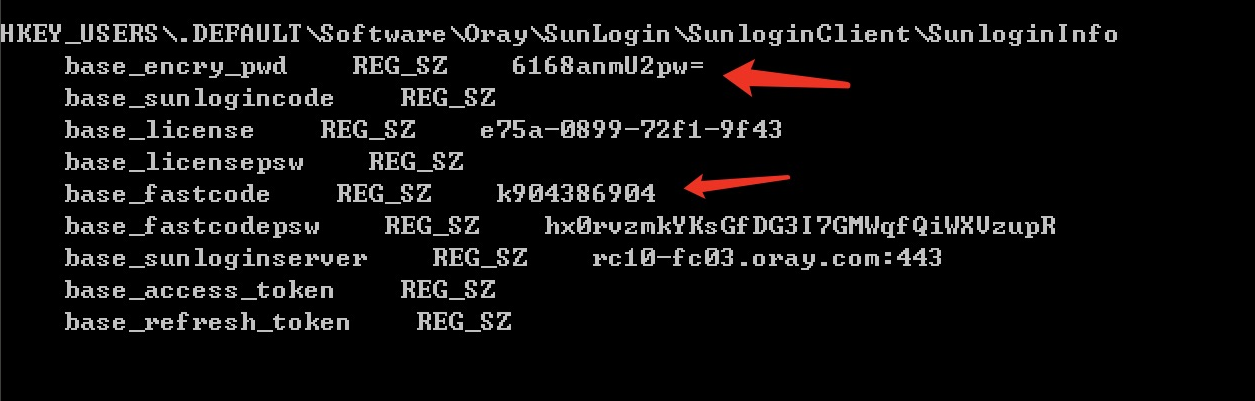 HKEY_USERS\.DEFAULT\Software\Oray\SunLogin\SunloginClient\SunloginInfo
base_encry_pwd REG_SZ 6168anmU2pw=
base_sunlogincode REG_SZ
base_license REG_SZ e75a-0899-72f1-9f43
base_licensepsw REG_SZ
base_fastcode REG_SZ k904386904
base_fastcodepsw REG_SZ hx0rvzmkYKsGfDG3I7GMWqfQiWXVzupR
base_sunloginserver REG_SZ rc10-fc03.oray.com:443
base_access_token REG_SZ
base_refresh_token REG_SZ